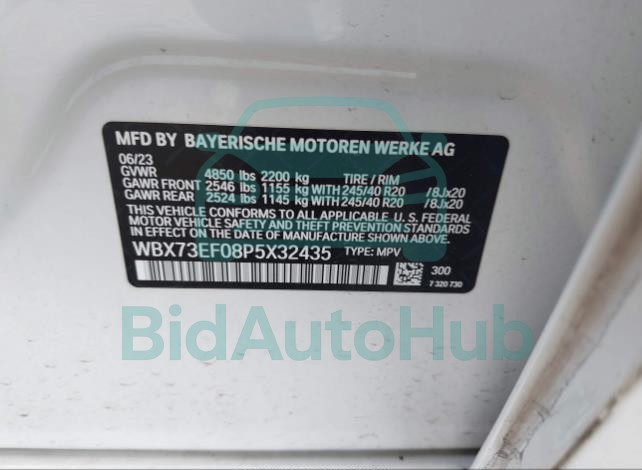 MFD BY BAYERISCHE MOTOREN WERKE AG
06/23
GVWR 4850 lbs 2200 kg TIRE / RIM
GAWR FRONT 2546 lbs 1155 kg WITH 245/40 R20 /8Jx20
GAWR REAR 2524 lbs 1145 kg WITH 245/40 R20 /8Jx20
THIS VEHICLE CONFORMS TO ALL APPLICABLE U. S. FEDERAL
MOTOR VEHICLE SAFETY AND THEFT PREVENTION STANDARDS
IN EFFECT ON THE DATE OF MANUFACTURE SHOWN ABOVE.
WBX73EF08P5X32435 TYPE: MPV
300
7 320 730
BidAutoHub